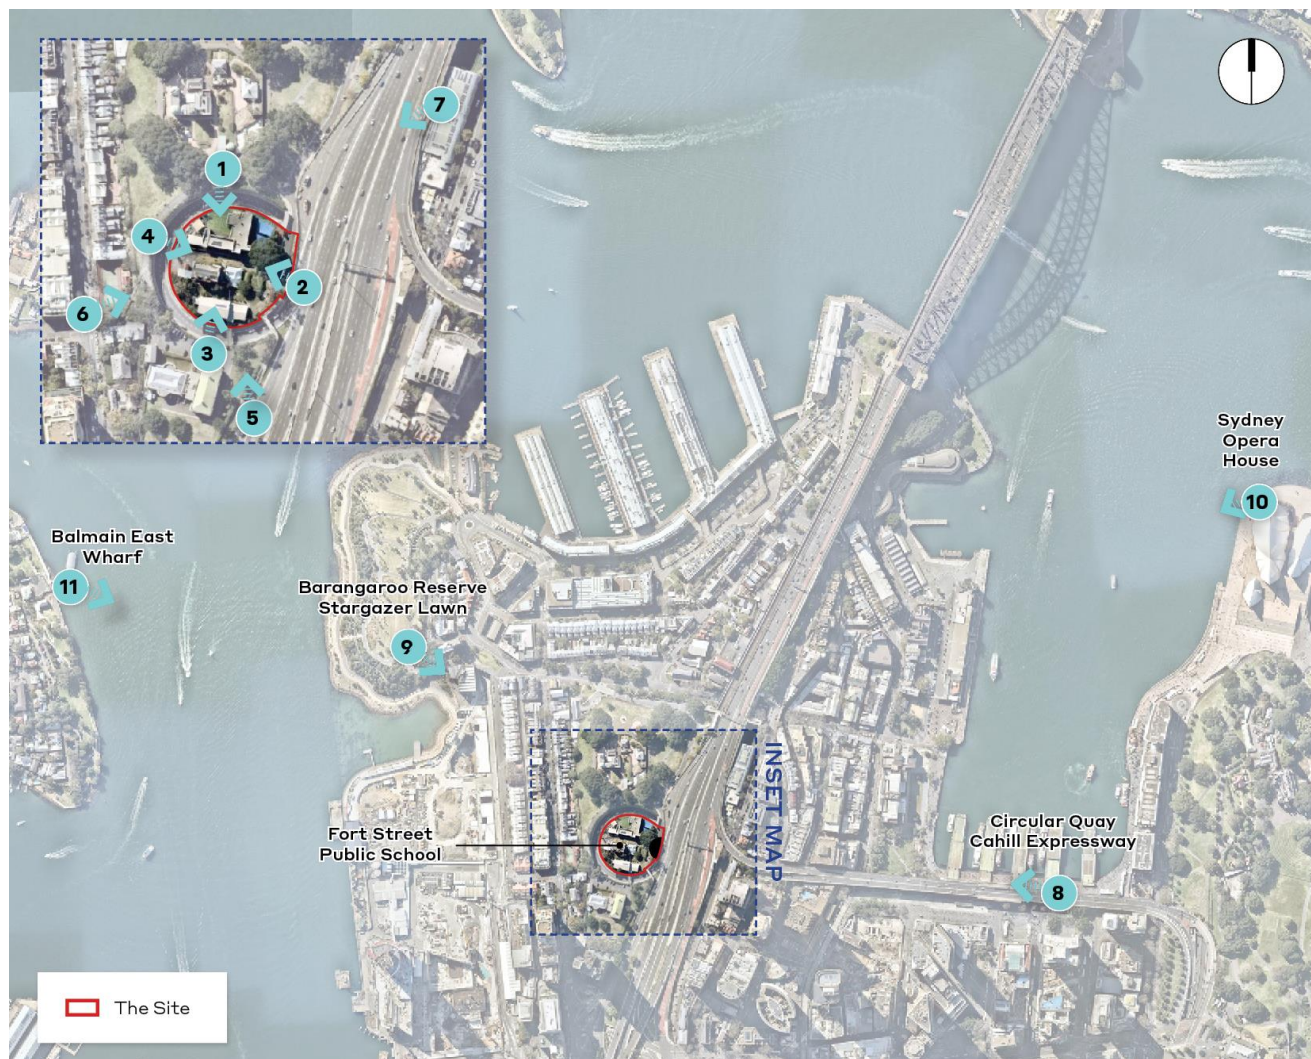 1
2
3
4
5
6
7
Sydney
Opera
House
10
Balmain East
Wharf
11
Barangaroo Reserve
Stargazer Lawn
9
INSET MAP
Fort Street
Public School
Circular Quay
Cahill Expressway
8
The Site